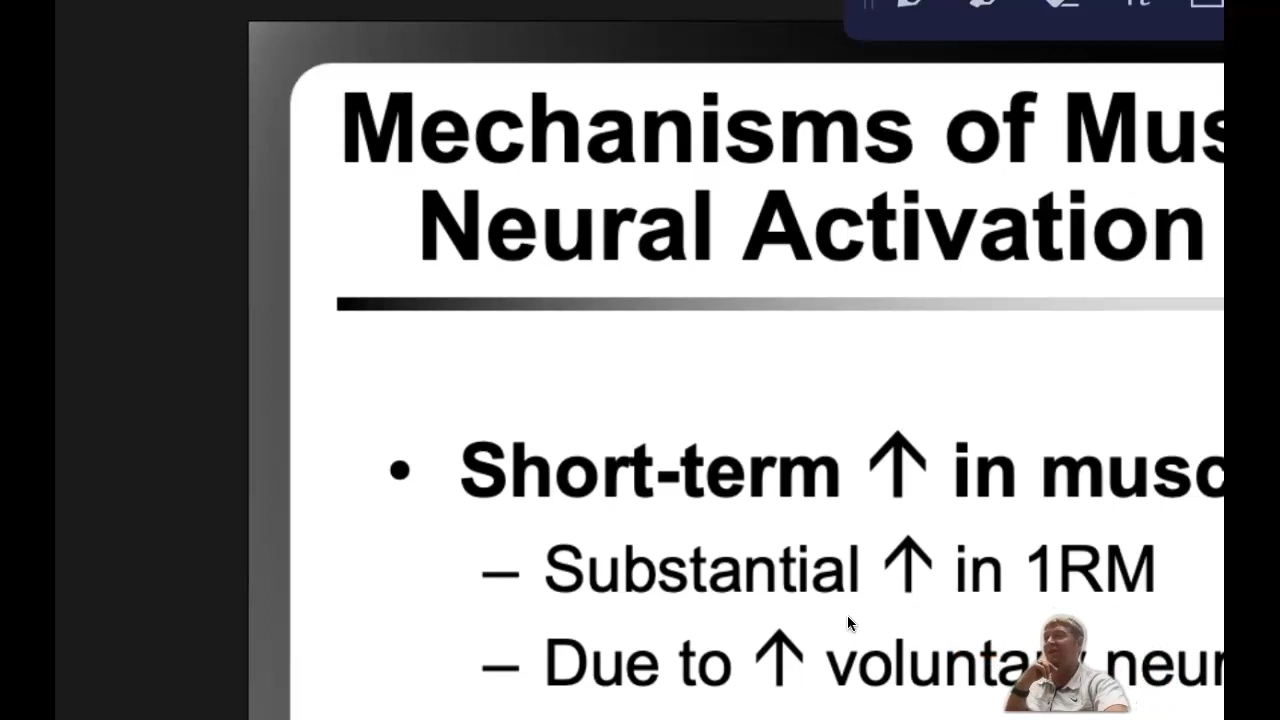 Mechanisms of Mus
Neural Activation
• Short-term ↑ in musc
– Substantial ↑ in 1RM
– Due to ↑ volunta neur